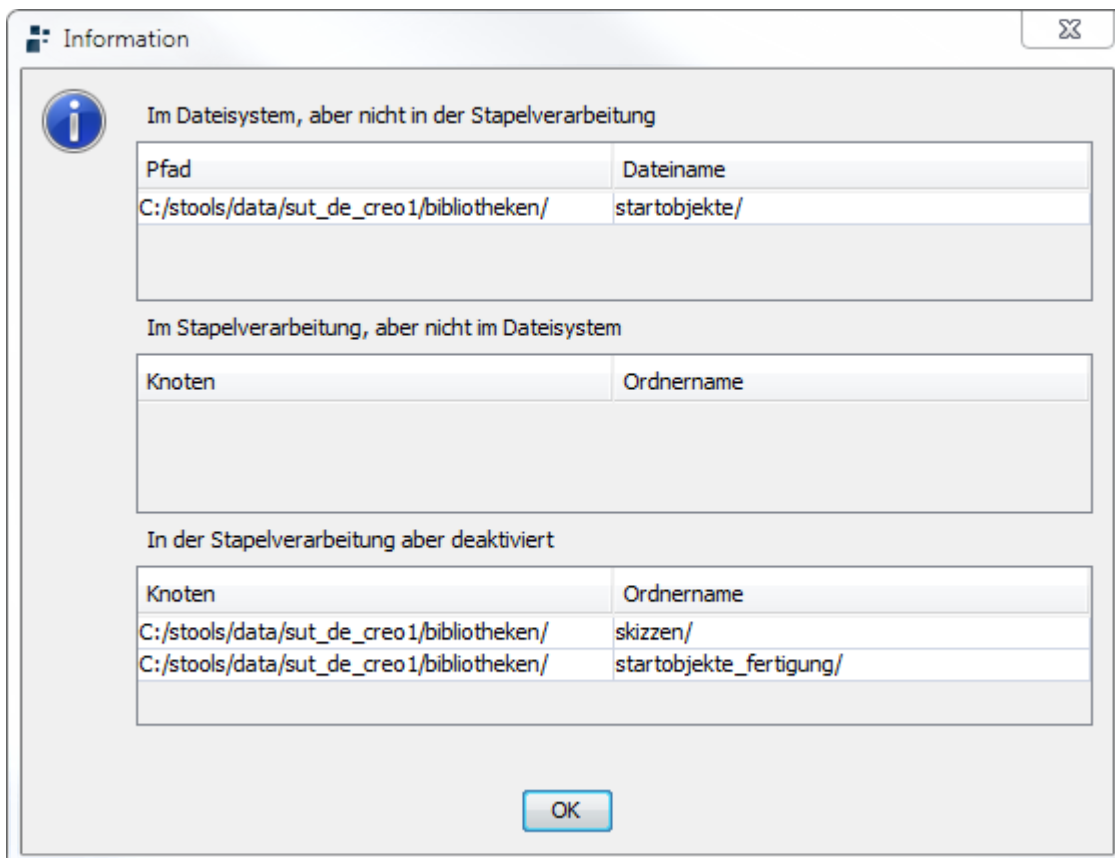 Information
Im Dateisystem, aber nicht in der Stapelverarbeitung
Pfad Dateiname
C:/stools/data/sut_de_creo1/bibliotheken/ startobjekte/
Im Stapelverarbeitung, aber nicht im Dateisystem
Knoten Ordnername
In der Stapelverarbeitung aber deaktiviert
Knoten Ordnername
C:/stools/data/sut_de_creo1/bibliotheken/ skizzen/
C:/stools/data/sut_de_creo1/bibliotheken/ startobjekte_fertigung/
OK